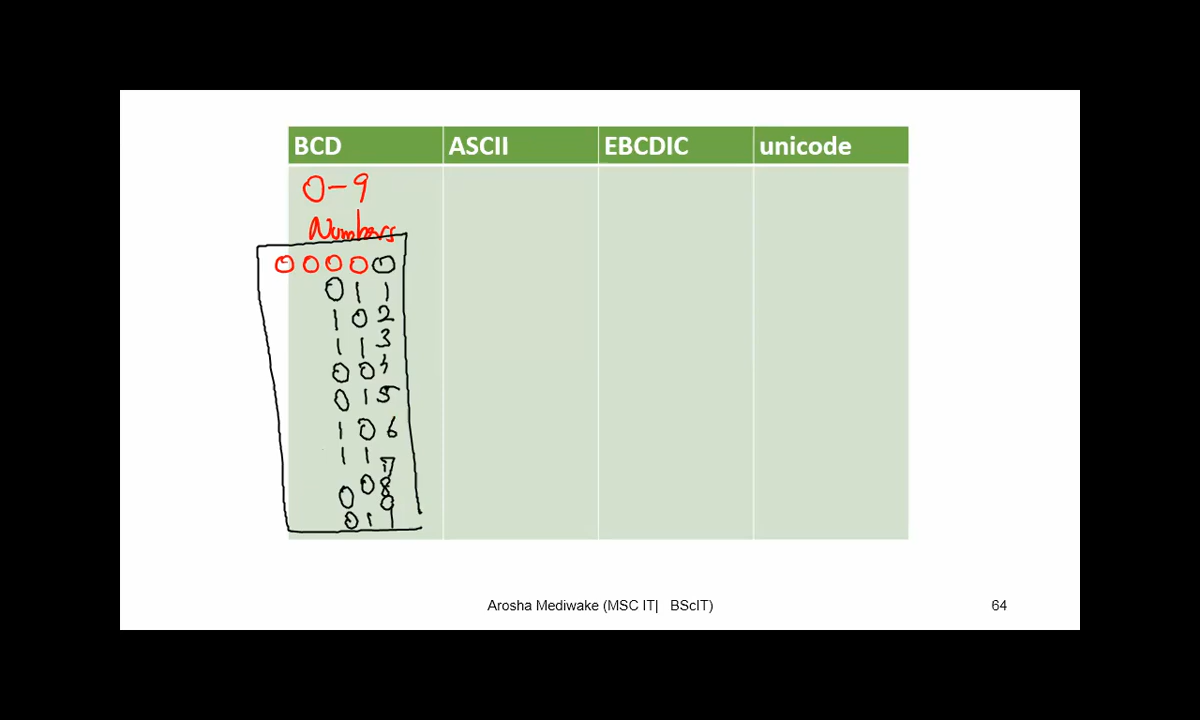 BCD ASCII EBCDIC unicode
0-9
Numbers
0 0 0 0 0
0 1 1
1 0 2
1 1 3
0 0 4
0 1 5
1 0 6
1 1 7
0 0 8
0 1 9
Arosha Mediwake (MSC IT| BScIT) 64